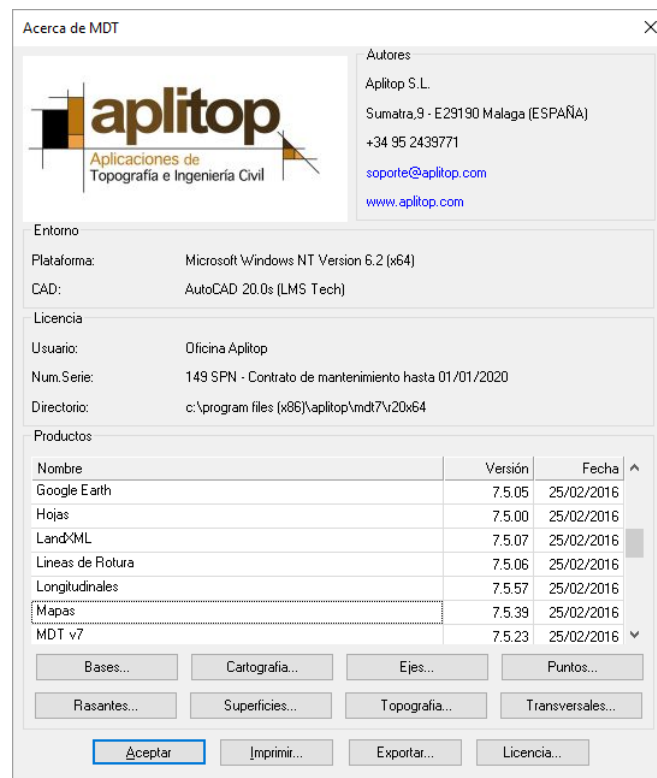 Acerca de MDT
aplitop
Aplicaciones de
Topografía e Ingeniería Civil
Autores
Aplitop S.L.
Sumatra,9 - E29190 Malaga (ESPAÑA)
+34 95 2439771
soporte@aplitop.com
www.aplitop.com
Entorno
Plataforma: Microsoft Windows NT Version 6.2 (x64)
CAD: AutoCAD 20.0s (LMS Tech)
Licencia
Usuario: Oficina Aplitop
Num.Serie: 149 SPN - Contrato de mantenimiento hasta 01/01/2020
Directorio: c:\program files (x86)\aplitop\mdt7\r20x64
Productos
Nombre Versión Fecha
Google Earth 7.5.05 25/02/2016
Hojas 7.5.00 25/02/2016
LandXML 7.5.07 25/02/2016
Lineas de Rotura 7.5.06 25/02/2016
Longitudinales 7.5.57 25/02/2016
Mapas 7.5.39 25/02/2016
MDT v7 7.5.23 25/02/2016
Bases... Cartografia... Ejes... Puntos...
Rasantes... Superficies... Topografia... Transversales...
Aceptar Imprimir... Exportar... Licencia...